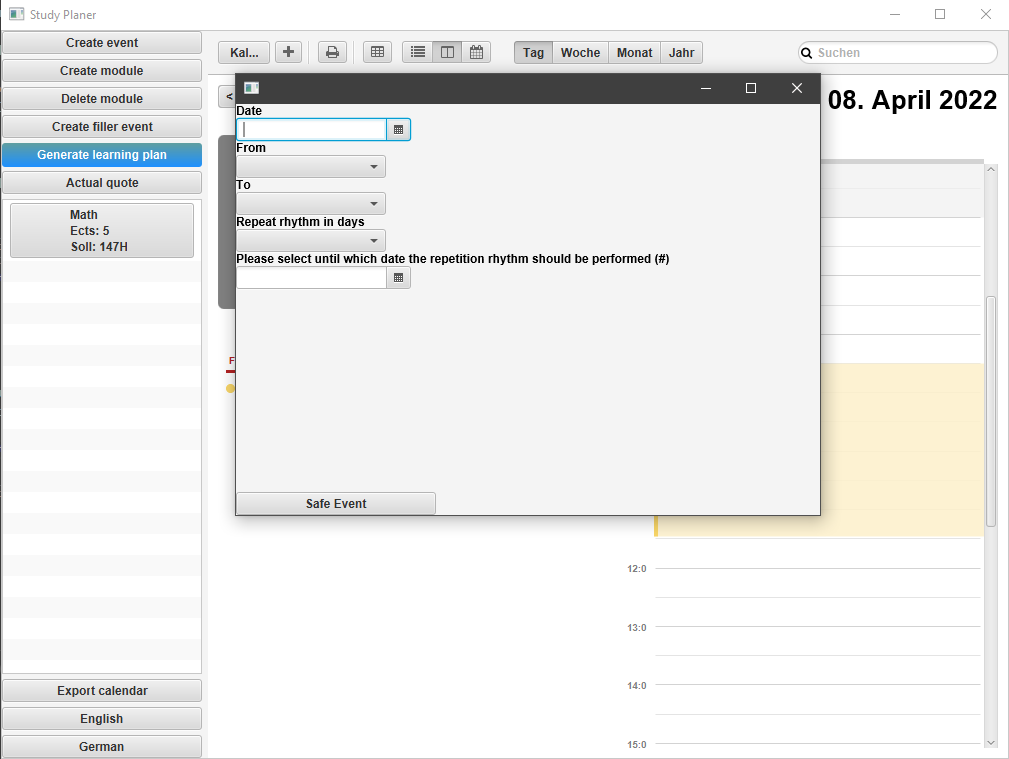 Study Planer
Create event
Create module
Delete module
Create filler event
Generate learning plan
Actual quote
Math
Ects: 5
Soll: 147H
Export calendar
English
German
Kal...
Tag
Woche
Monat
Jahr
Suchen
<
08. April 2022
Date
From
To
Repeat rhythm in days
Please select until which date the repetition rhythm should be performed (#)
Safe Event
F
12:0
13:0
14:0
15:0